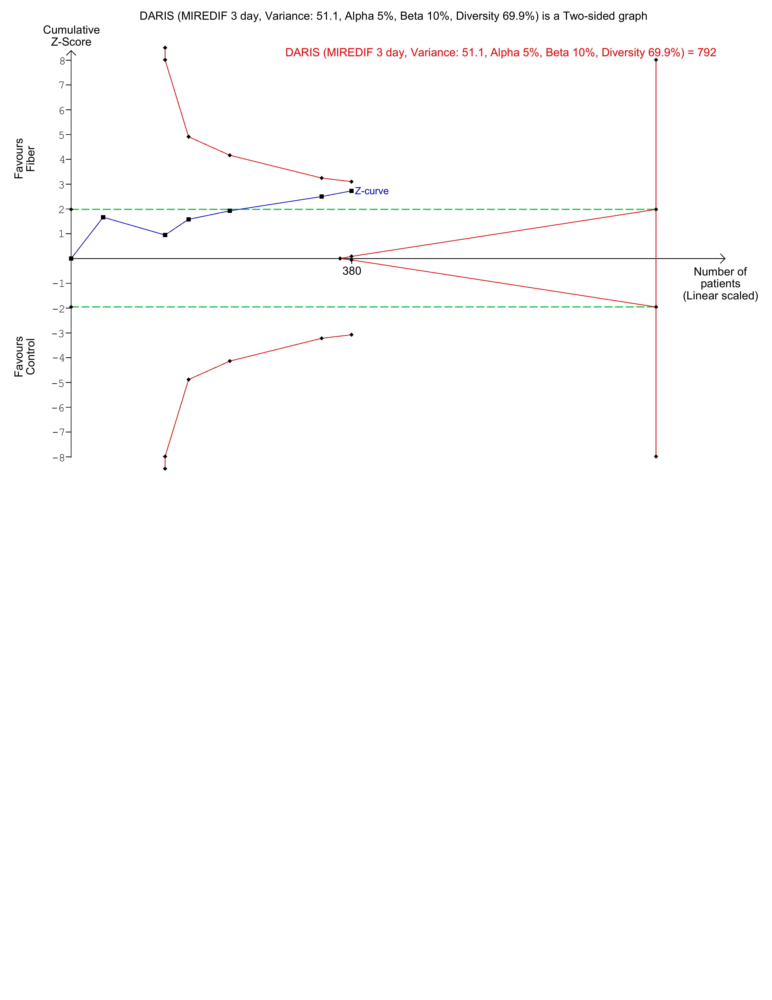 DARIS (MIREDIF 3 day, Variance: 51.1, Alpha 5%, Beta 10%, Diversity 69.9%) is a Two-sided graph
Cumulative
Z-Score
DARIS (MIREDIF 3 day, Variance: 51.1, Alpha 5%, Beta 10%, Diversity 69.9%) = 792
8
7
6
5
4
3
2
1
-1
-2
-3
-4
-5
-6
-7
-8
Favours
Fiber
Favours
Control
Z-curve
380
Number of
patients
(Linear scaled)